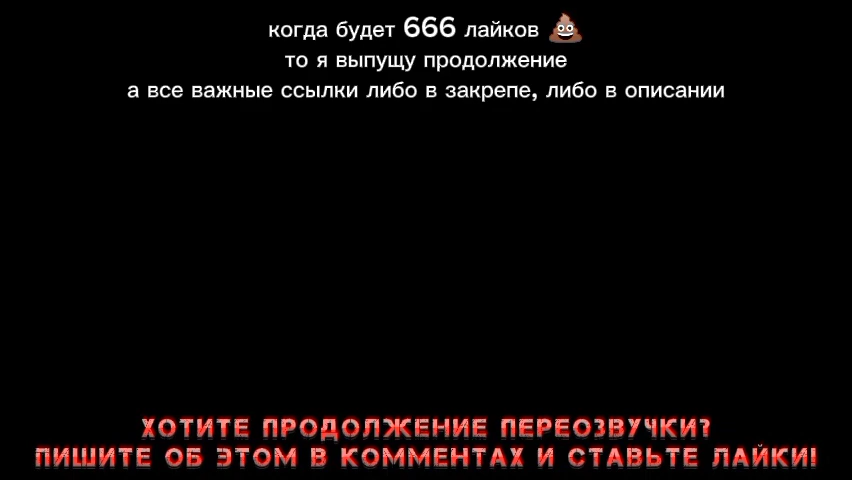 когда будет 666 лайков 💩
то я выпущу продолжение
а все важные ссылки либо в закрепе, либо в описании
ХОТИТЕ ПРОДОЛЖЕНИЕ ПЕРЕОЗВУЧКИ?
ПИШИТЕ ОБ ЭТОМ В КОММЕНТАХ И СТАВЬТЕ ЛАЙКИ!